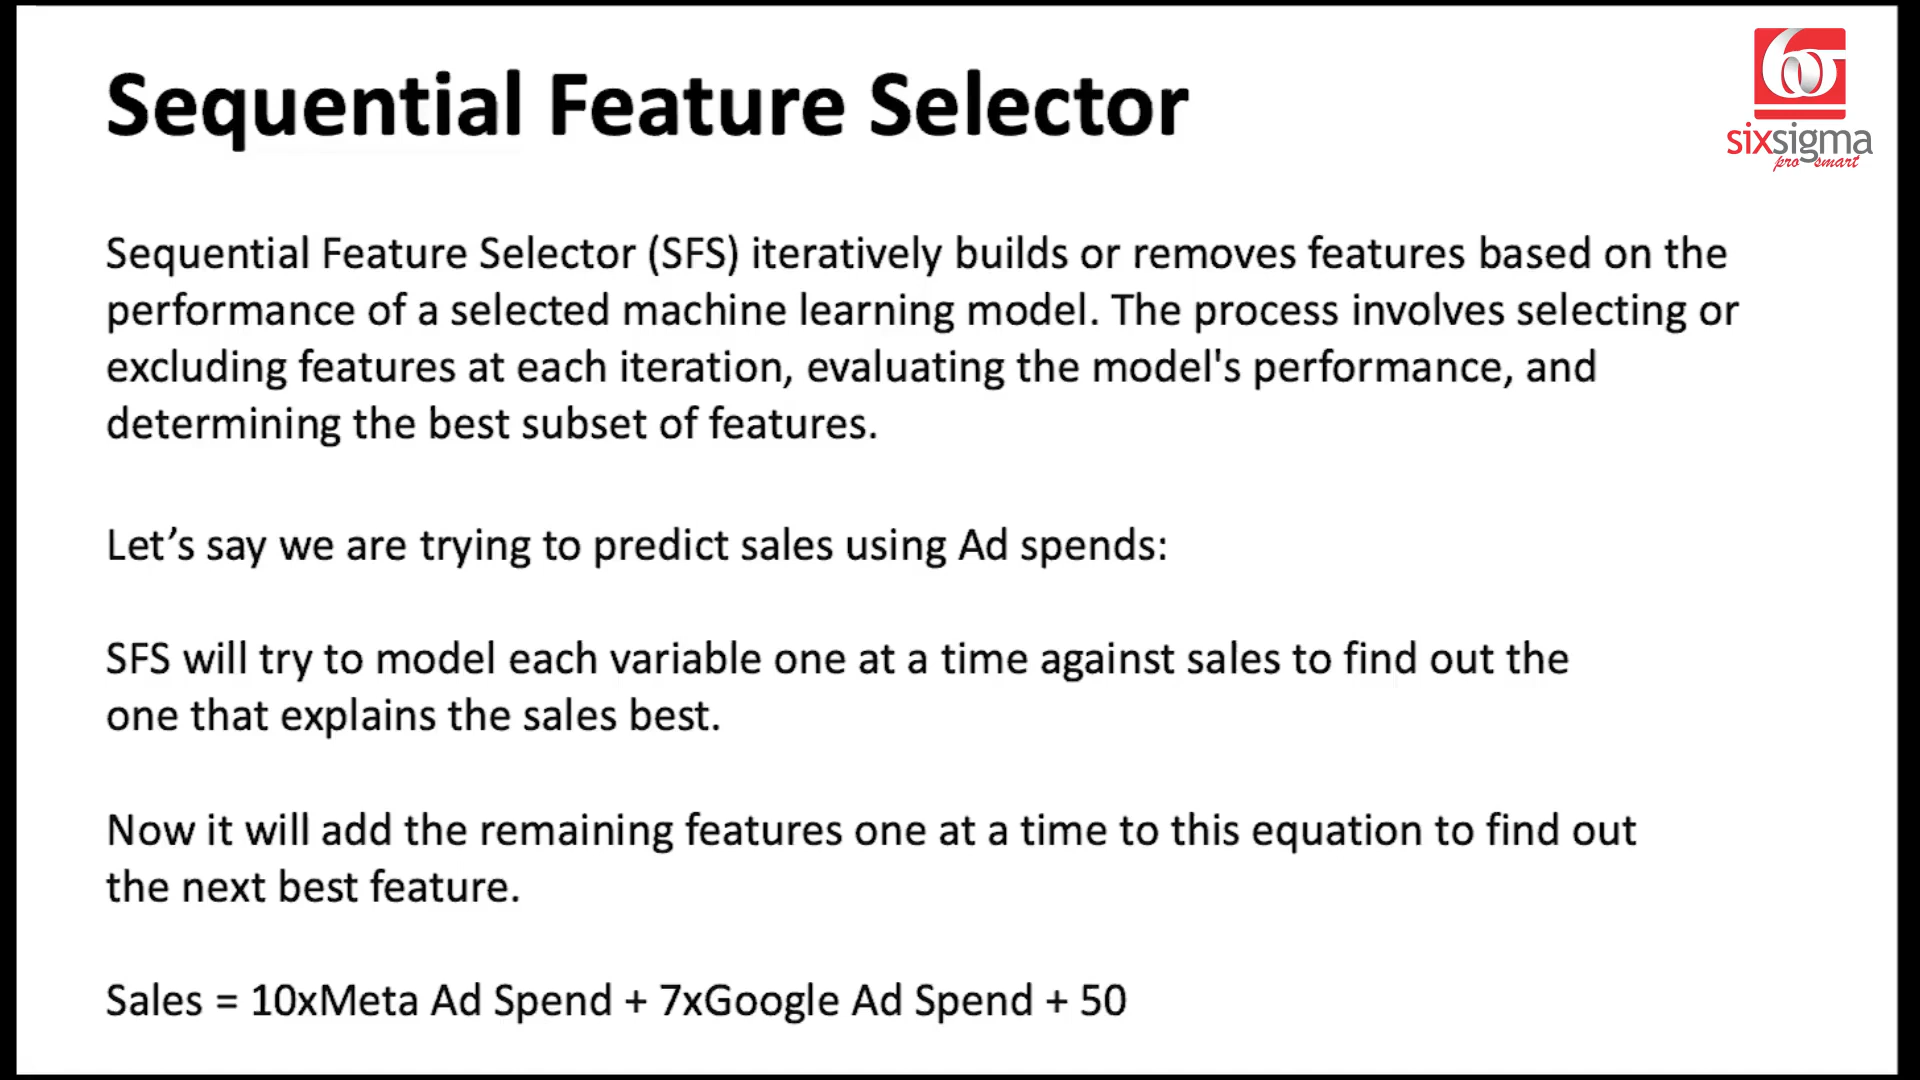 Sequential Feature Selector
sixsigma
pro smart
Sequential Feature Selector (SFS) iteratively builds or removes features based on the
performance of a selected machine learning model. The process involves selecting or
excluding features at each iteration, evaluating the model's performance, and
determining the best subset of features.
Let’s say we are trying to predict sales using Ad spends:
SFS will try to model each variable one at a time against sales to find out the
one that explains the sales best.
Now it will add the remaining features one at a time to this equation to find out
the next best feature.
Sales = 10xMeta Ad Spend + 7xGoogle Ad Spend + 50